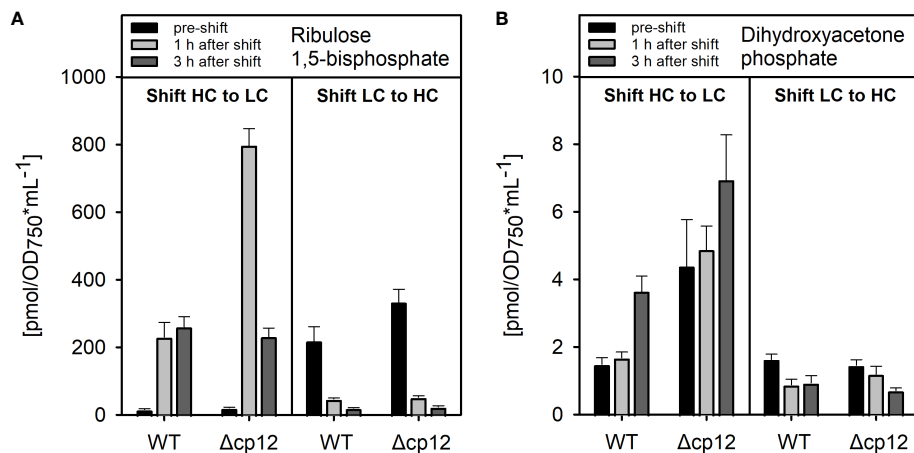 A
pre-shift
1 h after shift
3 h after shift
Ribulose
1,5-bisphosphate
Shift HC to LC
Shift LC to HC
1000
800
600
400
200
0
[pmol/OD750*mL-1]
WT
Δcp12
WT
Δcp12
B
pre-shift
1 h after shift
3 h after shift
Dihydroxyacetone
phosphate
Shift HC to LC
Shift LC to HC
10
8
6
4
2
0
[pmol/OD750*mL-1]
WT
Δcp12
WT
Δcp12